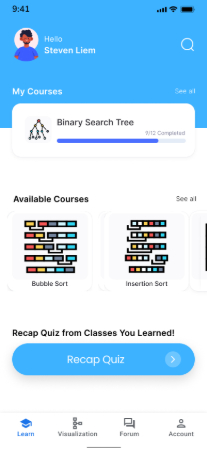 9:41
Hello
Steven Liem
My Courses
See all
Binary Search Tree
9/12 Completed
Available Courses
See all
Bubble Sort
Insertion Sort
Recap Quiz from Classes You Learned!
Recap Quiz
Learn
Visualization
Forum
Account